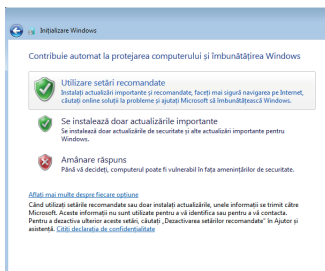 Inițializare Windows
Contribuie automat la protejarea computerului și îmbunătățirea Windows
Utilizare setări recomandate
Instalați actualizări importante și recomandate, faceți mai sigură navigarea pe Internet,
căutați online soluții la probleme și ajutați Microsoft să îmbunătățească Windows.
Se instalează doar actualizările importante
Se instalează doar actualizările de securitate și alte actualizări importante pentru
Windows.
Amânare răspuns
Până vă decideți, computerul poate fi vulnerabil în fața amenințărilor de securitate.
Aflați mai multe despre fiecare opțiune
Când utilizați setările recomandate sau doar instalați actualizările, unele informații se trimit către
Microsoft. Aceste informații nu sunt utilizate pentru a vă identifica sau pentru a vă contacta.
Pentru a dezactiva ulterior aceste setări, căutați „Dezactivarea setărilor recomandate” în Ajutor și
asistență. Citiți declarația de confidențialitate